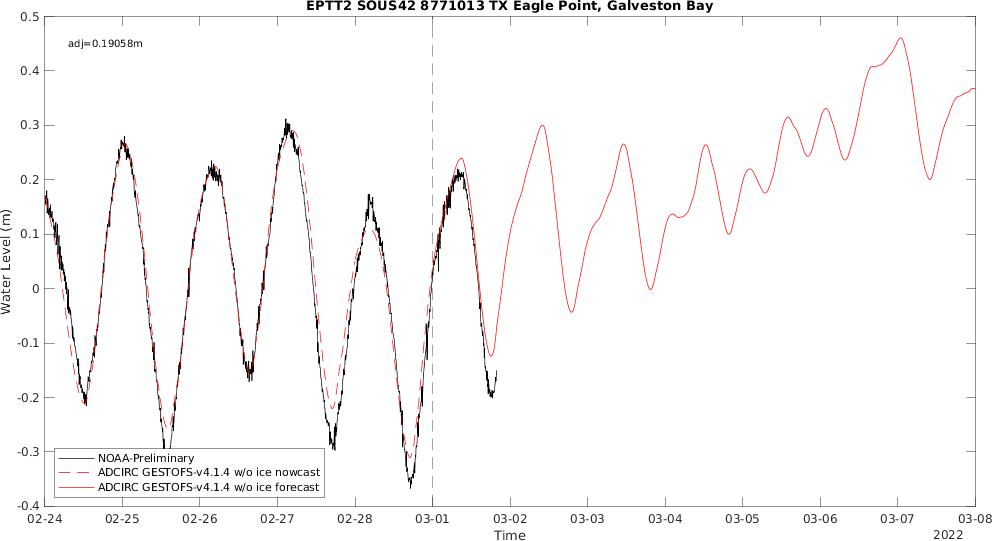 EPTT2 SOUS42 8771013 TX Eagle Point, Galveston Bay
adj=0.19058m
Water Level (m)
0.5
0.4
0.3
0.2
0.1
0
-0.1
-0.2
-0.3
-0.4
NOAA-Preliminary
ADCIRC GESTOFS-v4.1.4 w/o ice nowcast
ADCIRC GESTOFS-v4.1.4 w/o ice forecast
02-24 02-25 02-26 02-27 02-28 03-01 03-02 03-03 03-04 03-05 03-06 03-07 03-08
Time
2022